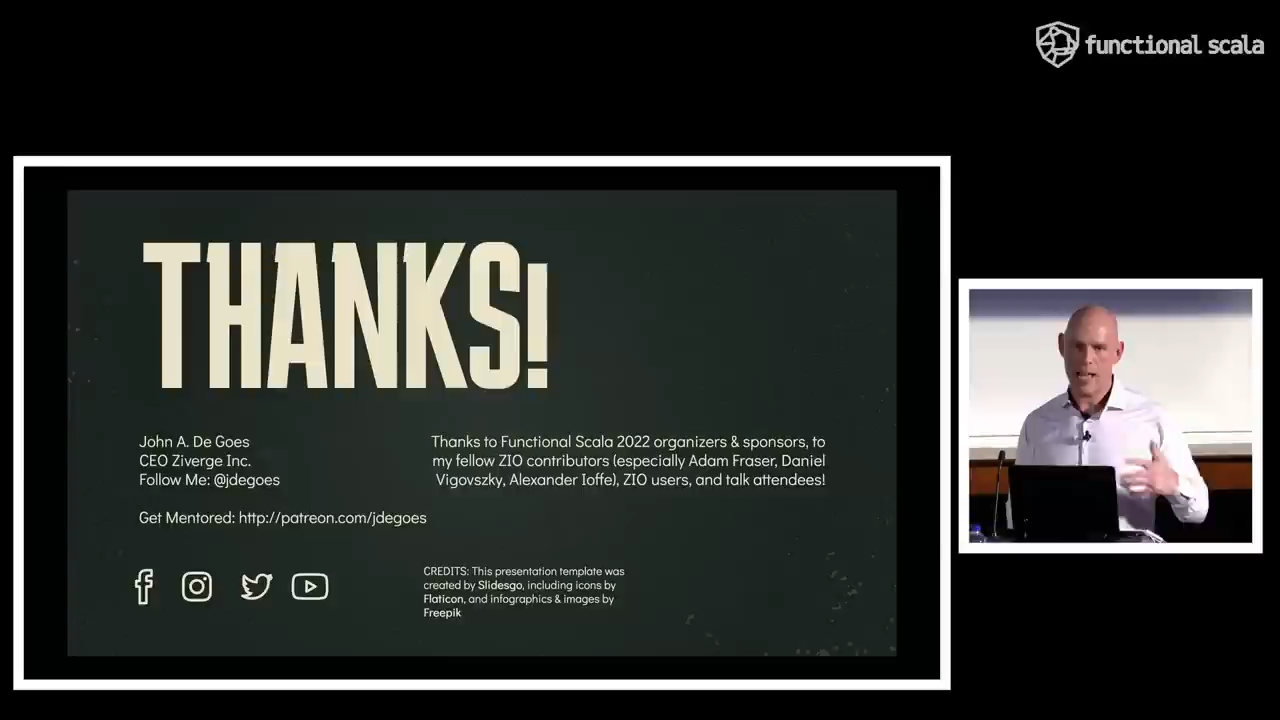 functional scala
THANKS!
John A. De Goes
CEO Ziverge Inc.
Follow Me: @jdegoes
Get Mentored: http://patreon.com/jdegoes
Thanks to Functional Scala 2022 organizers & sponsors, to
my fellow ZIO contributors (especially Adam Fraser, Daniel
Vigovszky, Alexander Ioffe), ZIO users, and talk attendees!
CREDITS: This presentation template was
created by Slidesgo, including icons by
Flaticon, and infographics & images by
Freepik